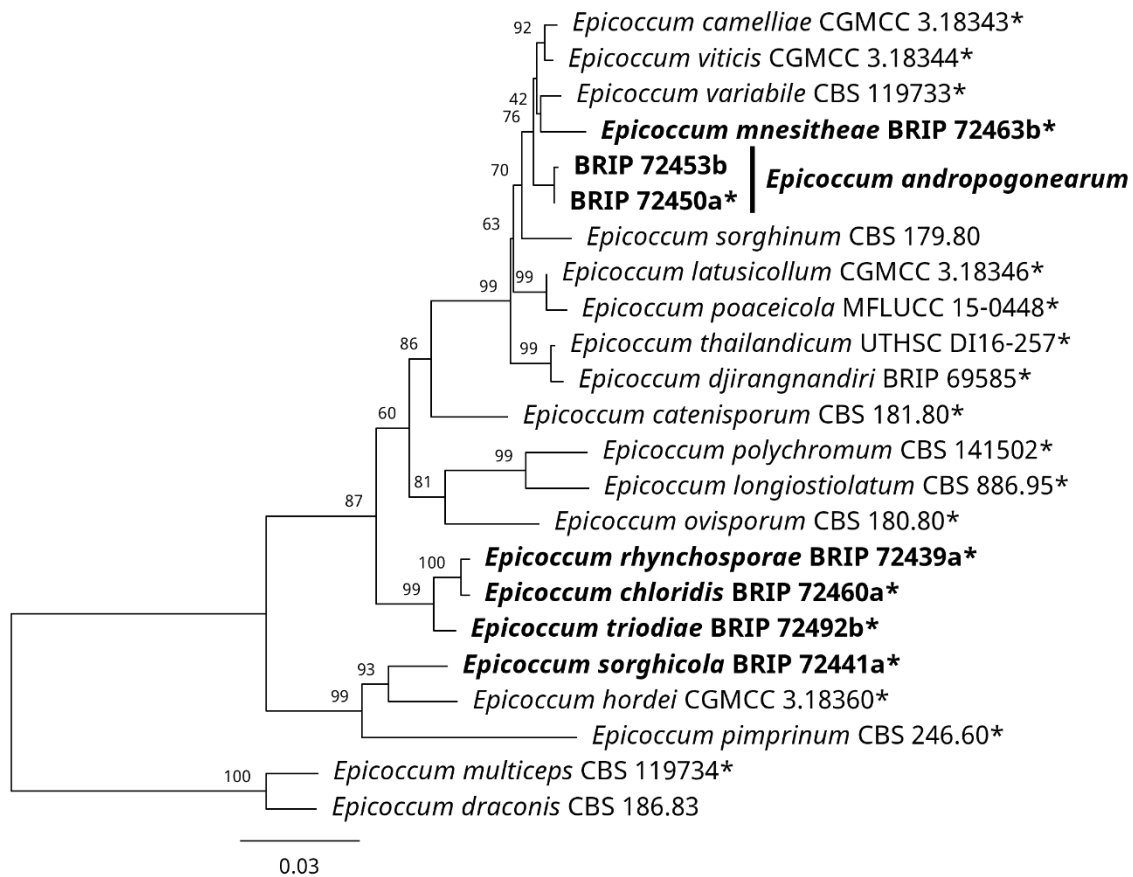 92
Epicoccum camelliae CGMCC 3.18343*
Epicoccum viticis CGMCC 3.18344*
42
Epicoccum variabile CBS 119733*
76
Epicoccum mnesitheae BRIP 72463b*
70
BRIP 72453b
Epicoccum andropogonearum
BRIP 72450a*
63
Epicoccum sorghinum CBS 179.80
99
99
Epicoccum latusicollum CGMCC 3.18346*
Epicoccum poaceicola MFLUCC 15-0448*
86
99
Epicoccum thailandicum UTHSC DI16-257*
Epicoccum djirangnandiri BRIP 69585*
60
Epicoccum catenisporum CBS 181.80*
99
Epicoccum polychromum CBS 141502*
81
Epicoccum longiostiolatum CBS 886.95*
87
Epicoccum ovisporum CBS 180.80*
100
Epicoccum rhynchosporae BRIP 72439a*
99
Epicoccum chloridis BRIP 72460a*
Epicoccum triodiae BRIP 72492b*
93
Epicoccum sorghicola BRIP 72441a*
99
Epicoccum hordei CGMCC 3.18360*
Epicoccum pimprinum CBS 246.60*
100
Epicoccum multiceps CBS 119734*
Epicoccum draconis CBS 186.83
0.03